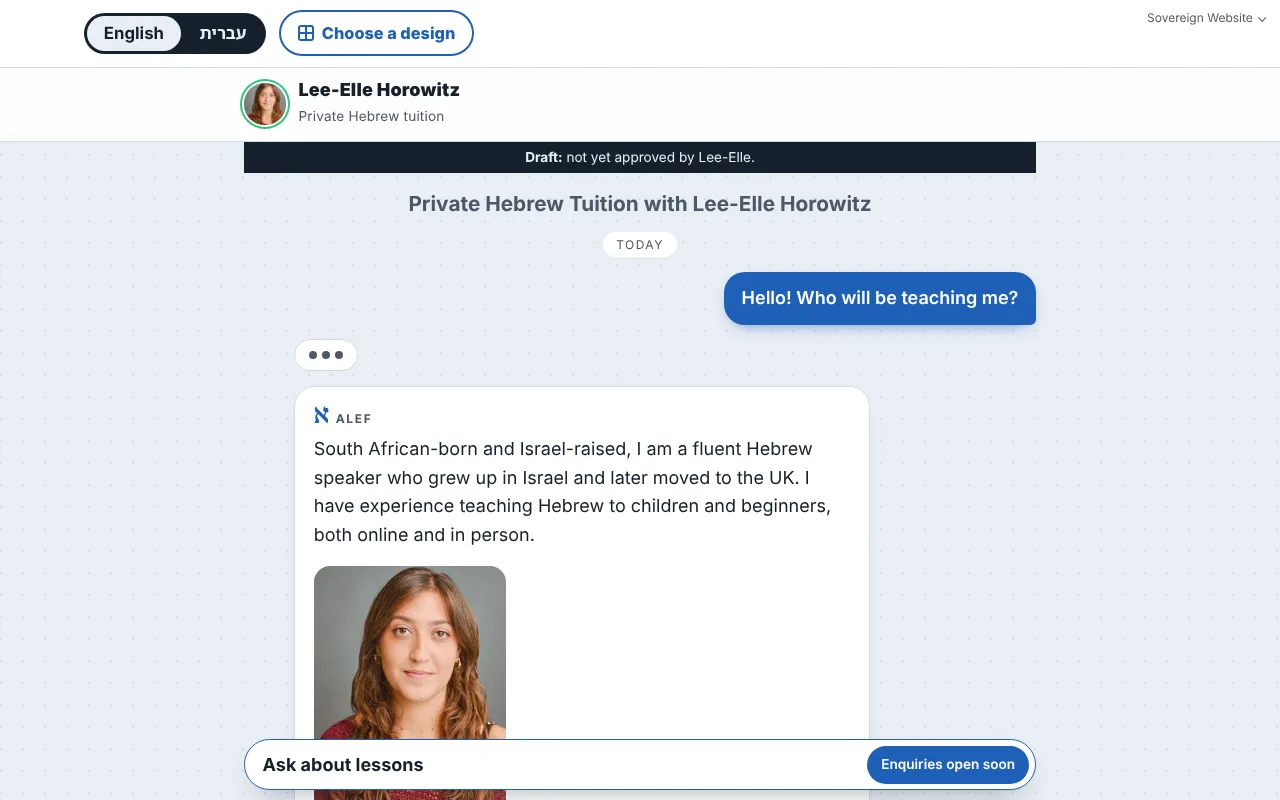 English
עברית
Choose a design
Sovereign Website
Lee-Elle Horowitz
Private Hebrew tuition
Draft: not yet approved by Lee-Elle.
Private Hebrew Tuition with Lee-Elle Horowitz
TODAY
Hello! Who will be teaching me?
א ALEF
South African-born and Israel-raised, I am a fluent Hebrew
speaker who grew up in Israel and later moved to the UK. I
have experience teaching Hebrew to children and beginners,
both online and in person.
Ask about lessons
Enquiries open soon